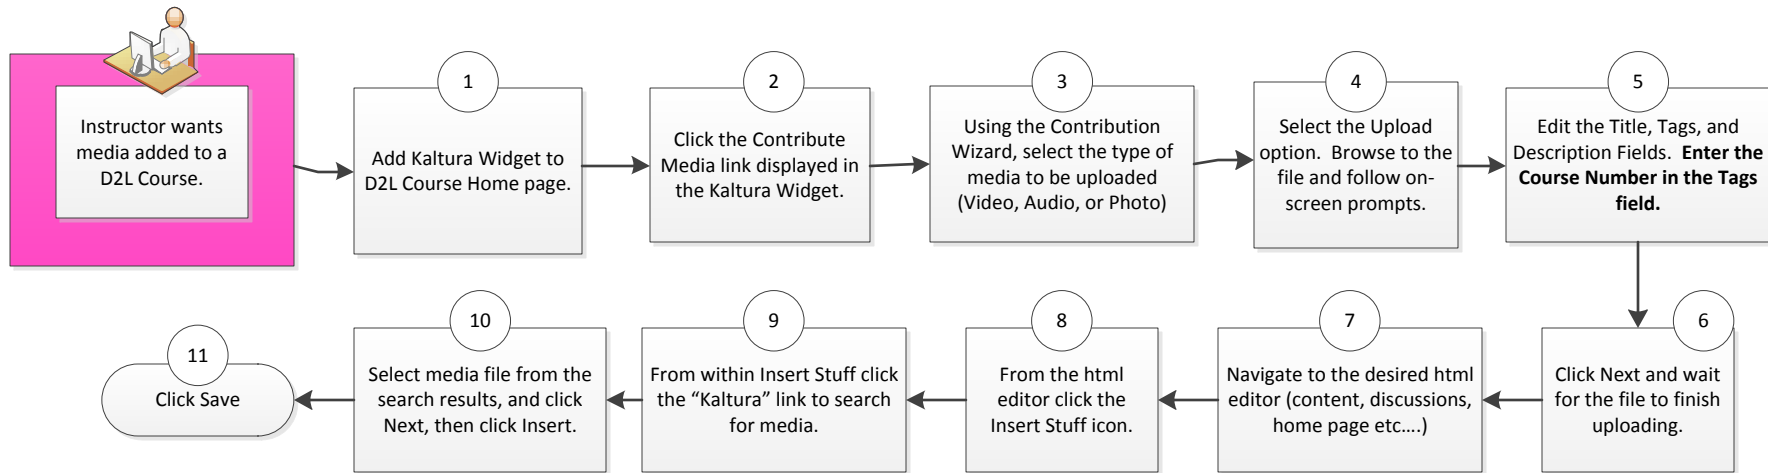 Instructor wants
media added to a
D2L Course.
1
Add Kaltura Widget to
D2L Course Home page.
2
Click the Contribute
Media link displayed in
the Kaltura Widget.
3
Using the Contribution
Wizard, select the type of
media to be uploaded
(Video, Audio, or Photo)
4
Select the Upload
option.  Browse to the
file and follow on-
screen prompts.
5
Edit the Title, Tags, and
Description Fields.  Enter the
Course Number in the Tags
field.
6
Click Next and wait
for the file to finish
uploading.
7
Navigate to the desired html
editor (content, discussions,
home page etc….)
8
From the html
editor click the
Insert Stuff icon.
9
From within Insert Stuff click
the “Kaltura” link to search
for media.
10
Select media file from the
search results, and click
Next, then click Insert.
11
Click Save